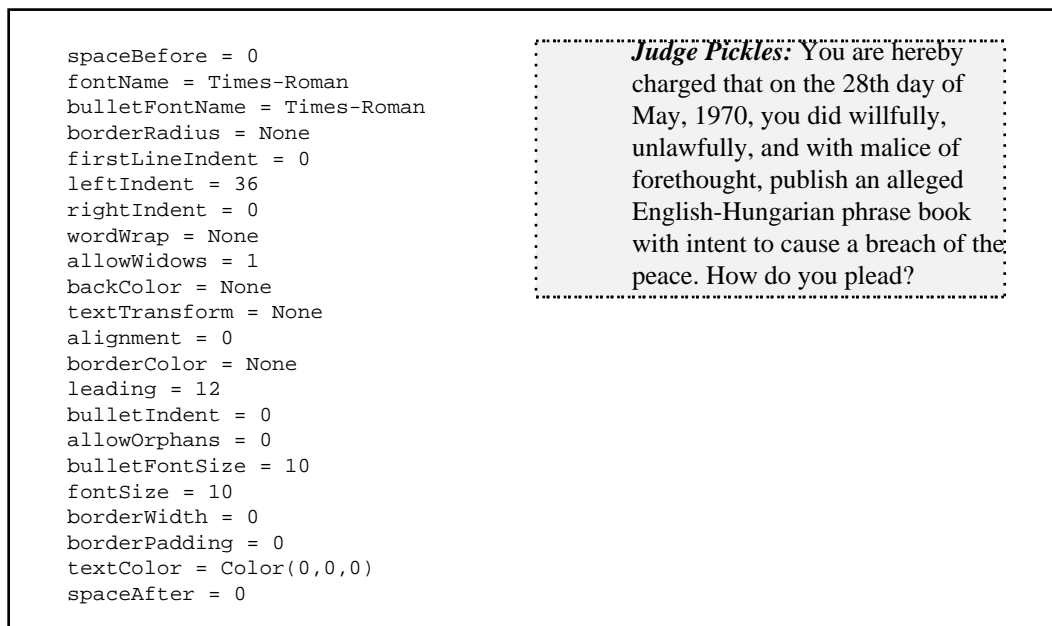 spaceBefore = 0
fontName = Times-Roman
bulletFontName = Times-Roman
borderRadius = None
firstLineIndent = 0
leftIndent = 36
rightIndent = 0
wordWrap = None
allowWidows = 1
backColor = None
textTransform = None
alignment = 0
borderColor = None
leading = 12
bulletIndent = 0
allowOrphans = 0
bulletFontSize = 10
fontSize = 10
borderWidth = 0
borderPadding = 0
textColor = Color(0,0,0)
spaceAfter = 0
Judge Pickles: You are hereby
charged that on the 28th day of
May, 1970, you did willfully,
unlawfully, and with malice of
forethought, publish an alleged
English-Hungarian phrase book
with intent to cause a breach of the
peace. How do you plead?